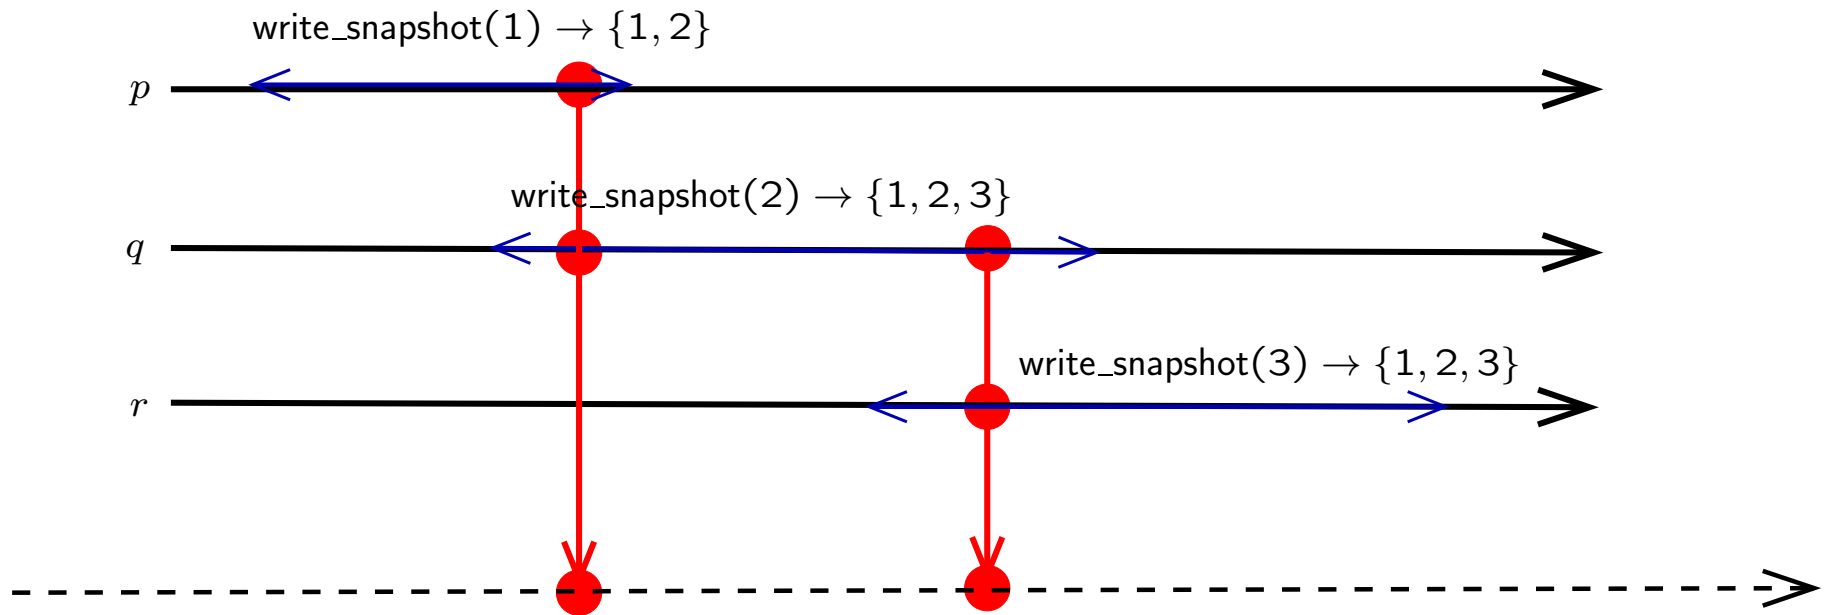 write_snapshot(1) → {1, 2}
p
write_snapshot(2) → {1, 2, 3}
q
write_snapshot(3) → {1, 2, 3}
r